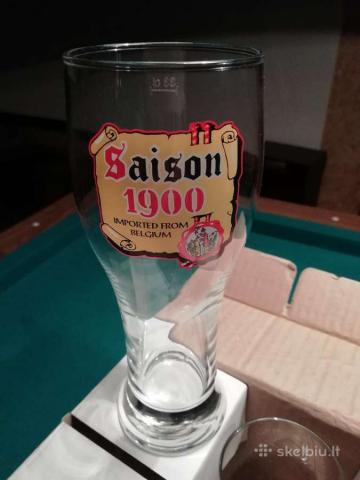 Saison
1900
IMPORTED FROM
BELGIUM
skelbiu.lt